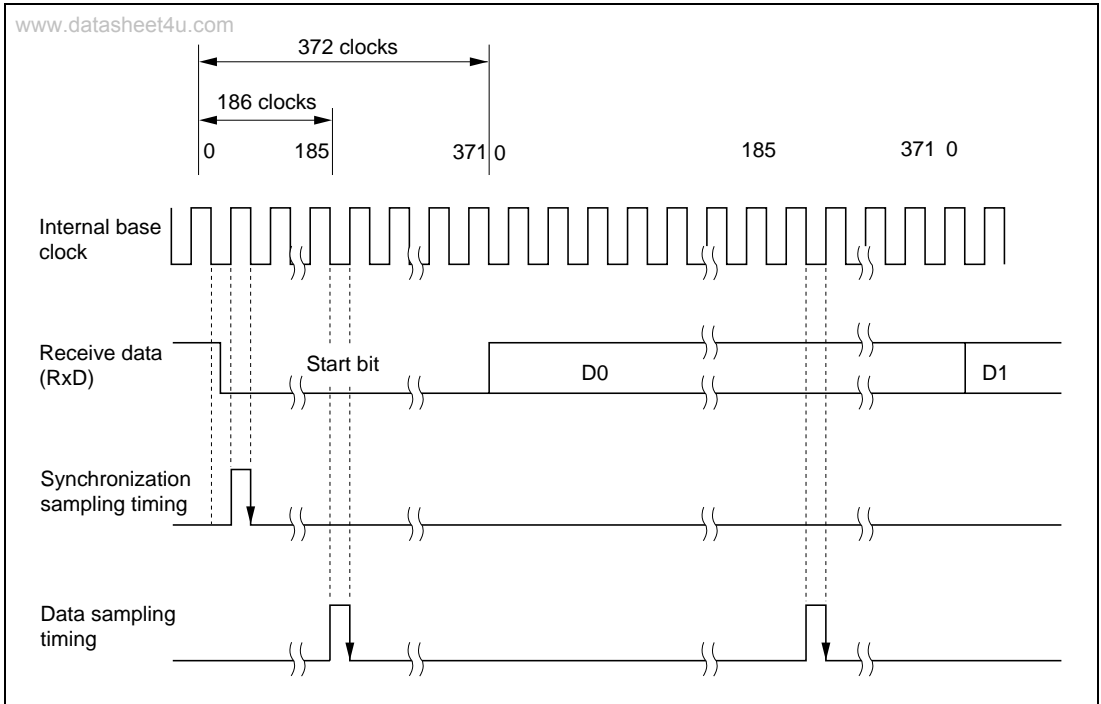 www.datasheet4u.com
372 clocks
186 clocks
0 185 371 0 185 371 0
Internal base
clock
Receive data
(RxD)
Start bit
D0
D1
Synchronization
sampling timing
Data sampling
timing